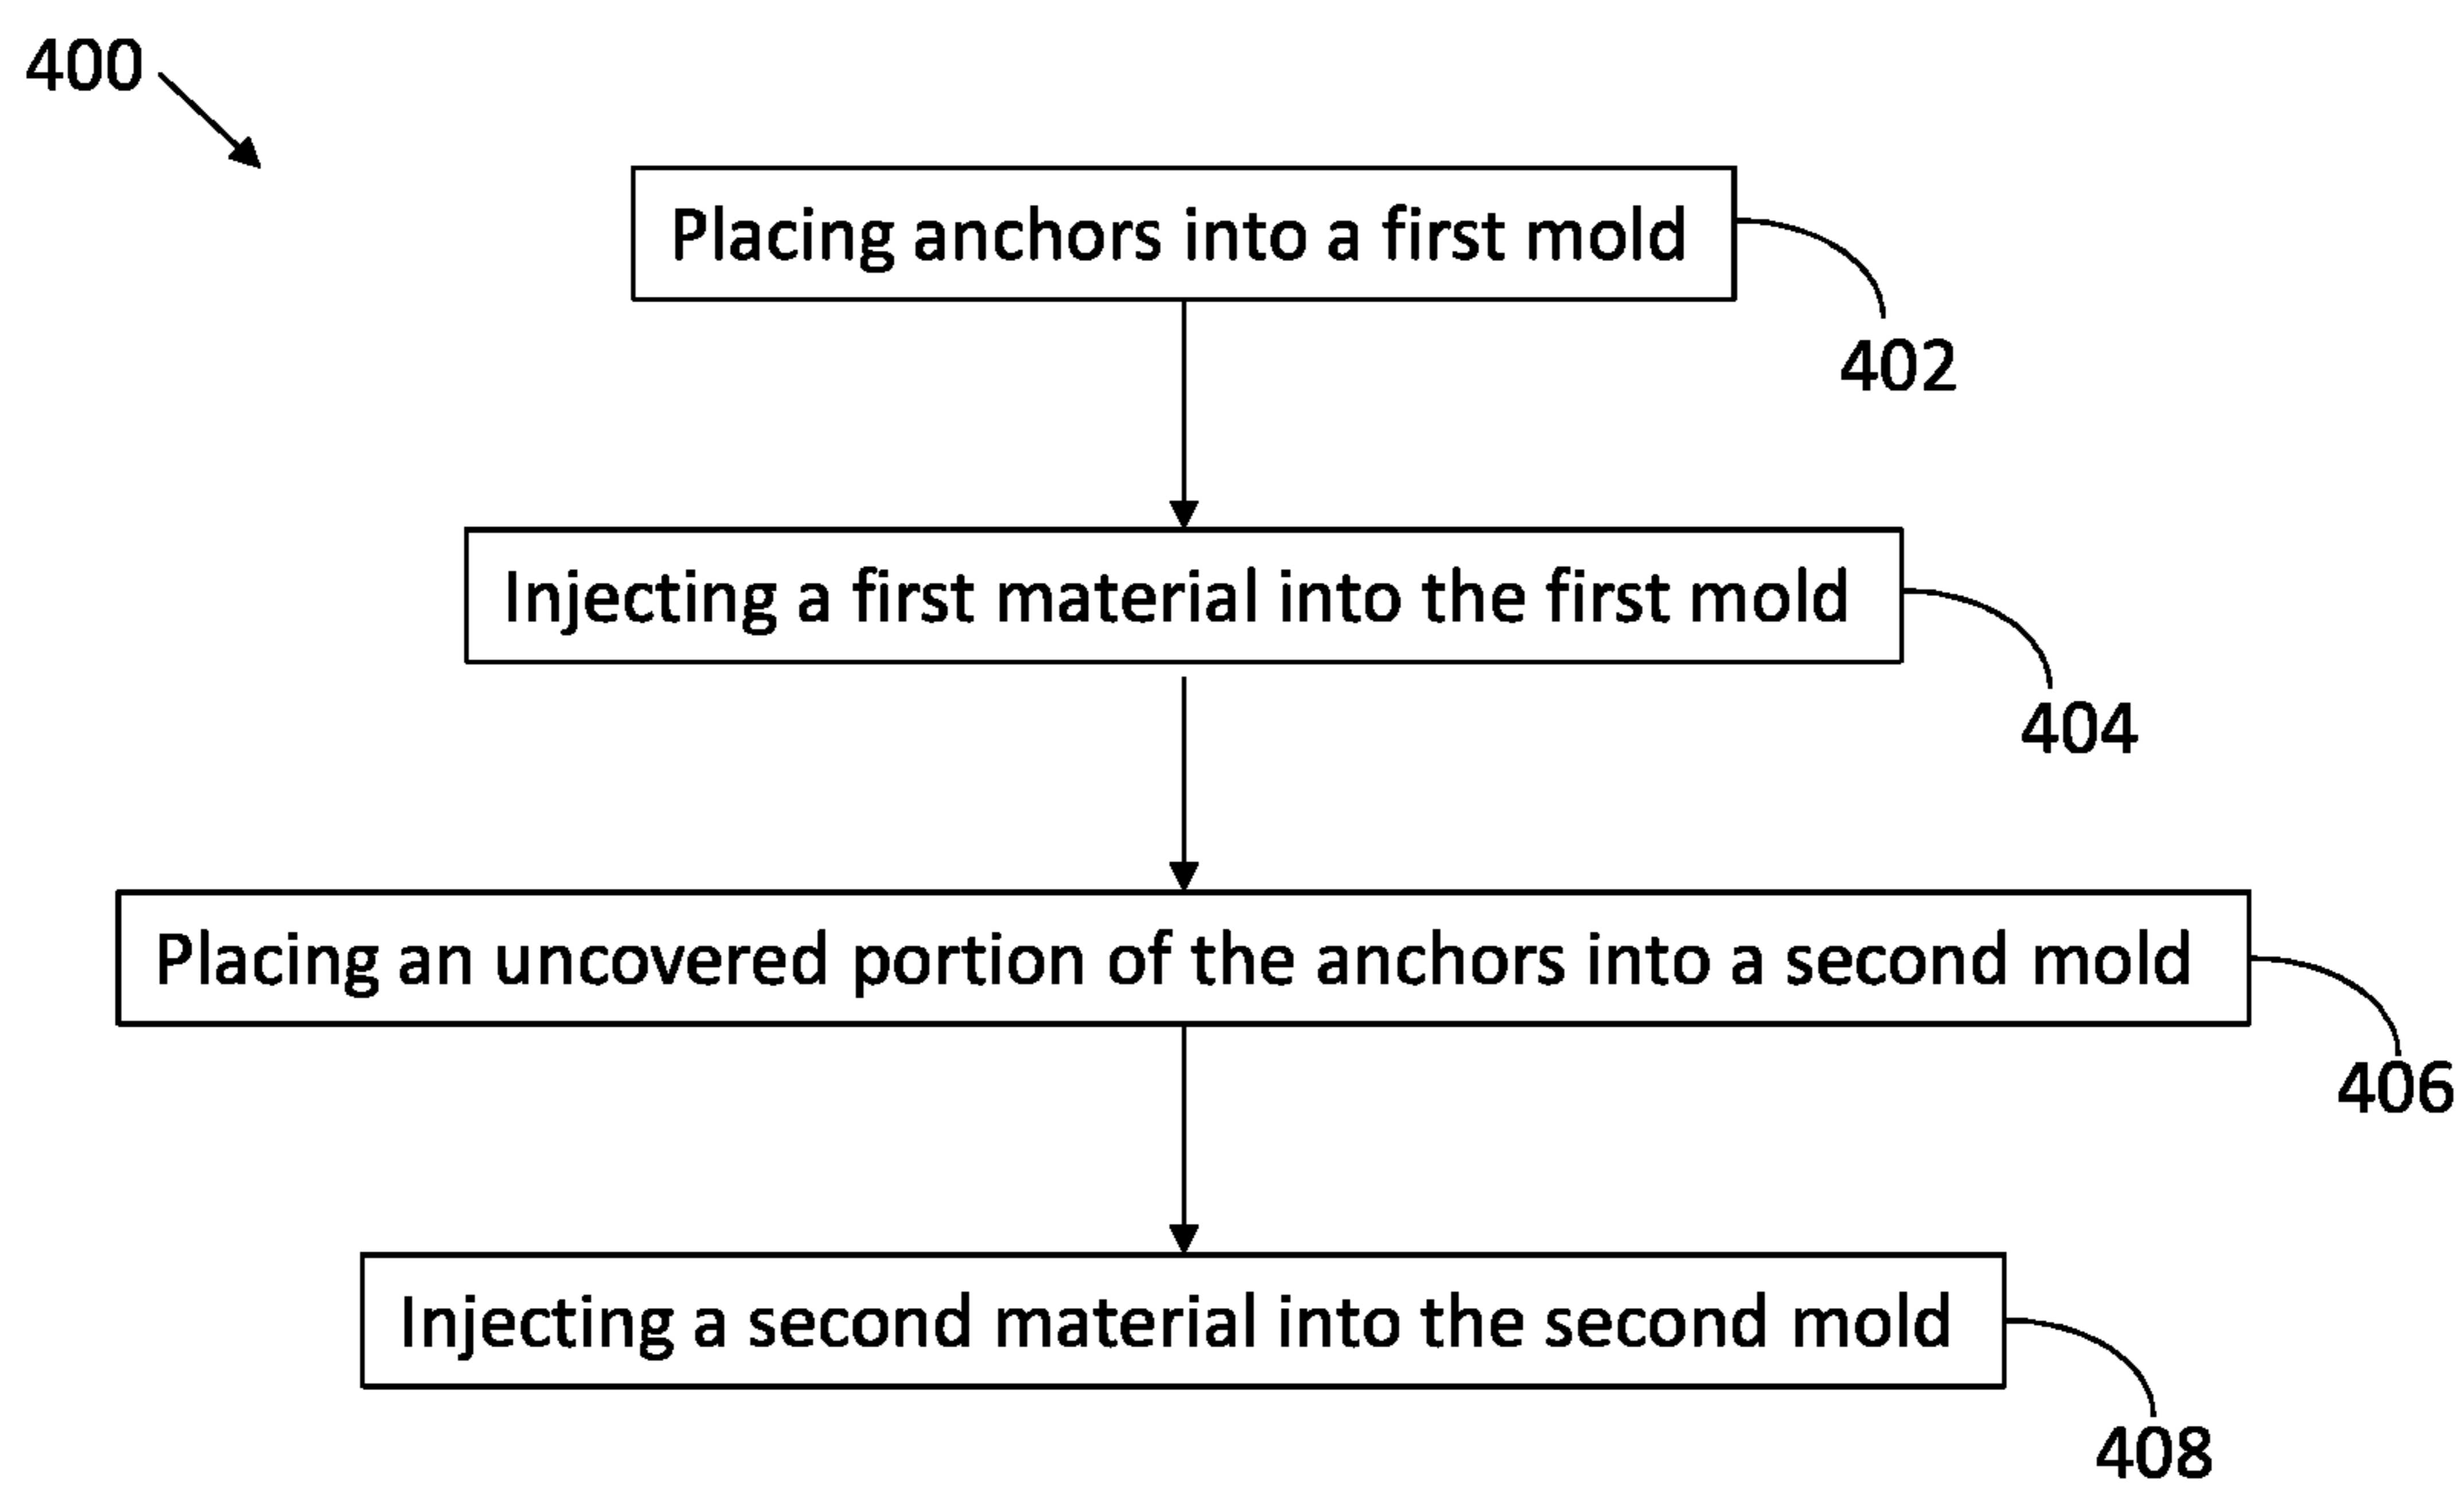 400
Placing anchors into a first mold
402
Injecting a first material into the first mold
404
Placing an uncovered portion of the anchors into a second mold
406
Injecting a second material into the second mold
408